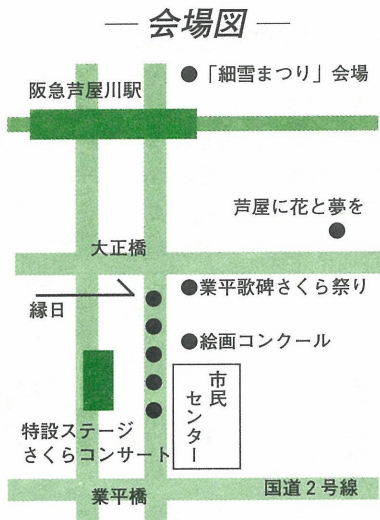 会場図
「細雪まつり」会場
阪急芦屋川駅
芦屋に花と夢を
大正橋
業平歌碑さくら祭り
縁日
絵画コンクール
市民
センター
特設ステージ
さくらコンサート
国道2号線
業平橋